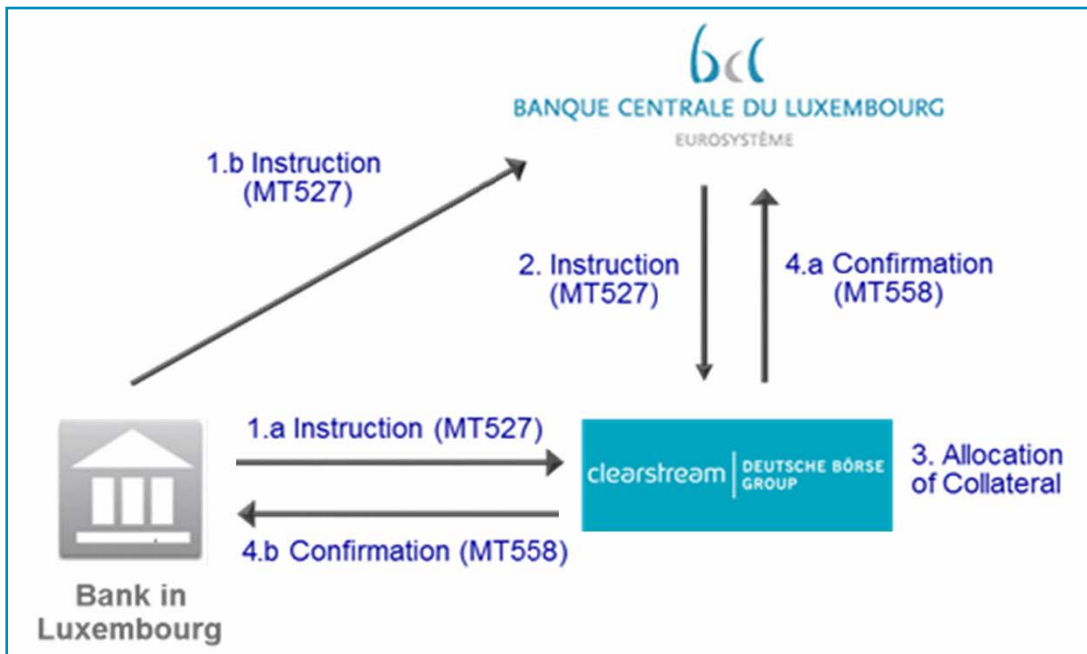 bcl
BANQUE CENTRALE DU LUXEMBOURG
EUROSYSTÈME
1.b Instruction
(MT527)
2. Instruction
(MT527)
4.a Confirmation
(MT558)
1.a Instruction (MT527)
clearstream
DEUTSCHE BÖRSE
GROUP
3. Allocation
of Collateral
4.b Confirmation (MT558)
Bank in
Luxembourg